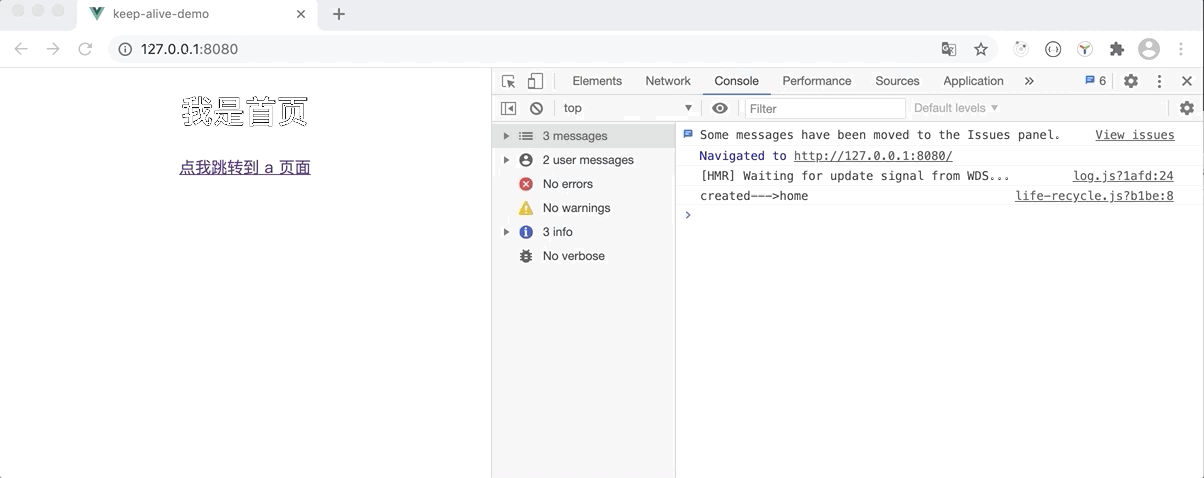 keep-alive-demo
127.0.0.1:8080
我是首页
点我跳转到 a 页面
Elements Network Console Performance Sources Application » 6
top Filter Default levels
3 messages
2 user messages
No errors
No warnings
3 info
No verbose
Some messages have been moved to the Issues panel. View issues
Navigated to http://127.0.0.1:8080/
[HMR] Waiting for update signal from WDS... log.js?1afd:24
created--->home life-recycle.js?b1be:8